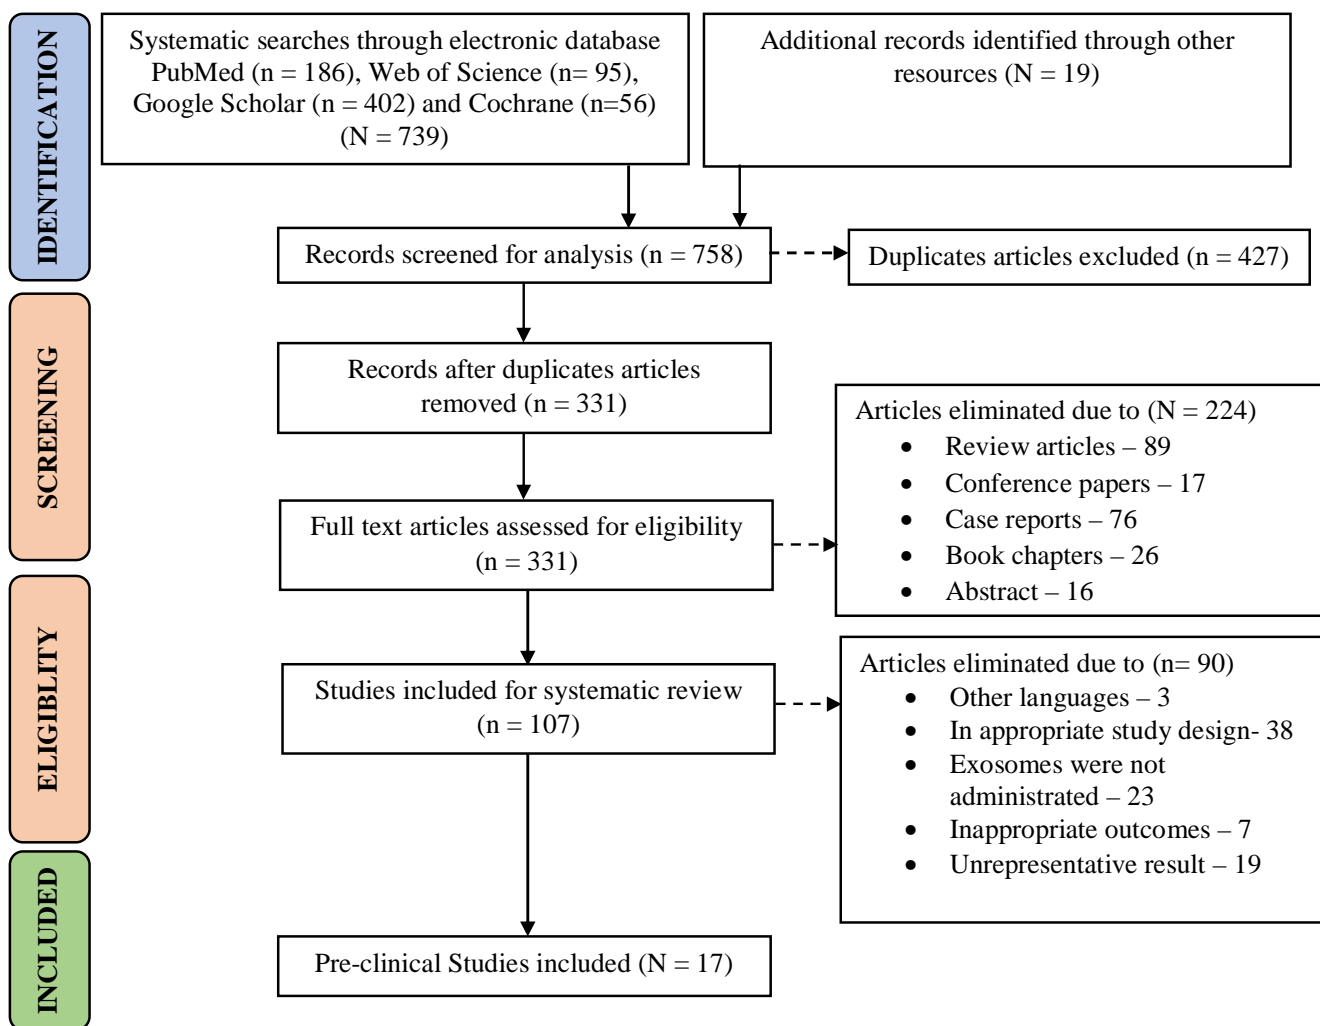 IDENTIFICATION
Systematic searches through electronic database
PubMed (n = 186), Web of Science (n= 95),
Google Scholar (n = 402) and Cochrane (n=56)
(N = 739)
Additional records identified through other
resources (N = 19)
Records screened for analysis (n = 758)
Duplicates articles excluded (n = 427)
SCREENING
Records after duplicates articles
removed (n = 331)
Full text articles assessed for eligibility
(n = 331)
Articles eliminated due to (N = 224)
• Review articles – 89
• Conference papers – 17
• Case reports – 76
• Book chapters – 26
• Abstract – 16
ELIGIBLITY
Studies included for systematic review
(n = 107)
Articles eliminated due to (n= 90)
• Other languages – 3
• In appropriate study design- 38
• Exosomes were not
administrated – 23
• Inappropriate outcomes – 7
• Unrepresentative result – 19
INCLUDED
Pre-clinical Studies included (N = 17)